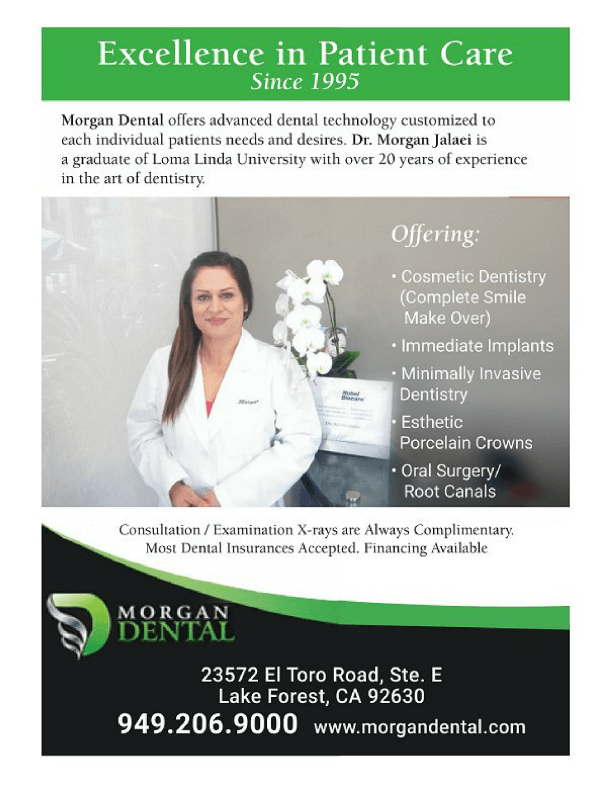 Excellence in Patient Care
Since 1995
Morgan Dental offers advanced dental technology customized to
each individual patients needs and desires. Dr. Morgan Jalaei is
a graduate of Loma Linda University with over 20 years of experience
in the art of dentistry.
Offering:
• Cosmetic Dentistry
(Complete Smile
Make Over)
• Immediate Implants
• Minimally Invasive
Dentistry
• Esthetic
Porcelain Crowns
• Oral Surgery/
Root Canals
Nobel
Biocare
Consultation / Examination X-rays are Always Complimentary.
Most Dental Insurances Accepted. Financing Available
MORGAN
DENTAL
23572 El Toro Road, Ste. E
Lake Forest, CA 92630
949.206.9000 www.morgandental.com